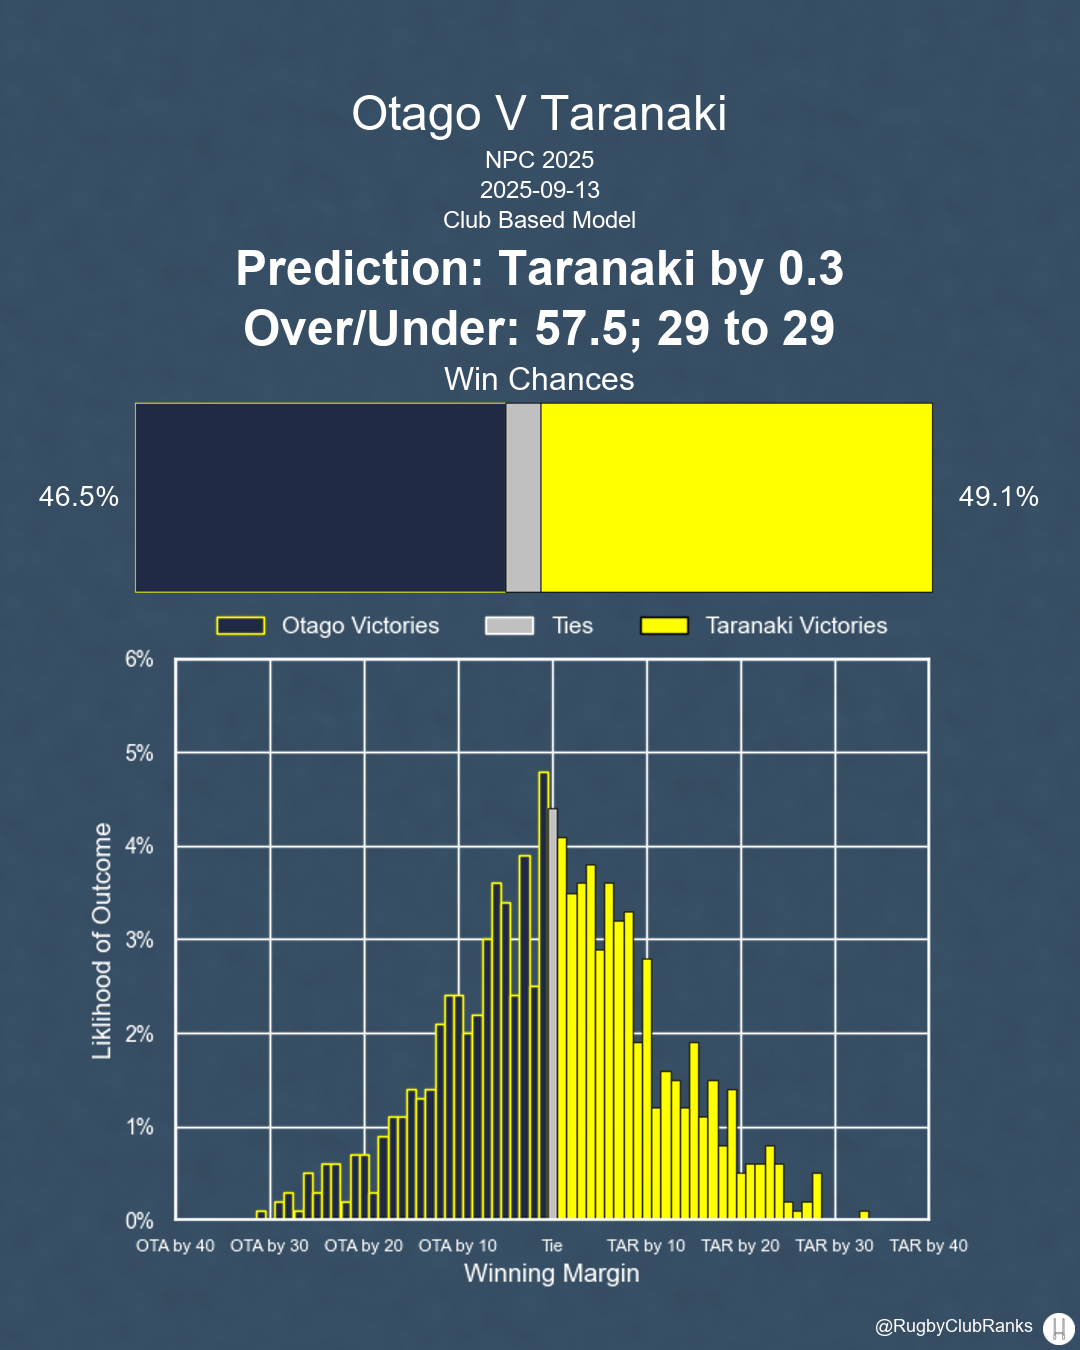 Otago V Taranaki
NPC 2025
2025-09-13
Club Based Model
Prediction: Taranaki by 0.3
Over/Under: 57.5; 29 to 29
Win Chances
46.5%
49.1%
Otago Victories
Ties
Taranaki Victories
6%
5%
4%
3%
2%
1%
0%
Liklihood of Outcome
OTA by 40 OTA by 30 OTA by 20 OTA by 10 Tie TAR by 10 TAR by 20 TAR by 30 TAR by 40
Winning Margin
@RugbyClubRanks